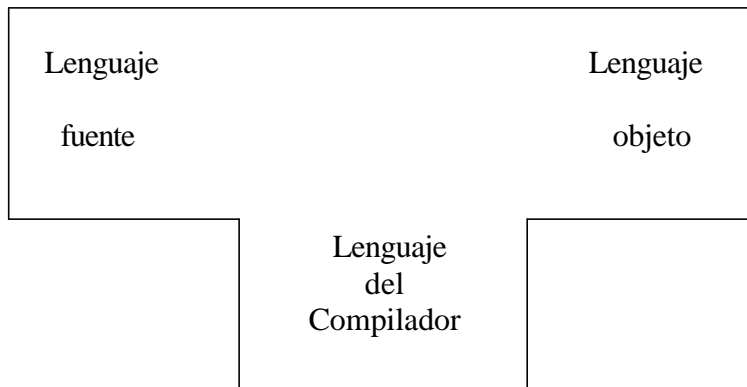 Lenguaje
fuente
Lenguaje
objeto
Lenguaje
del
Compilador